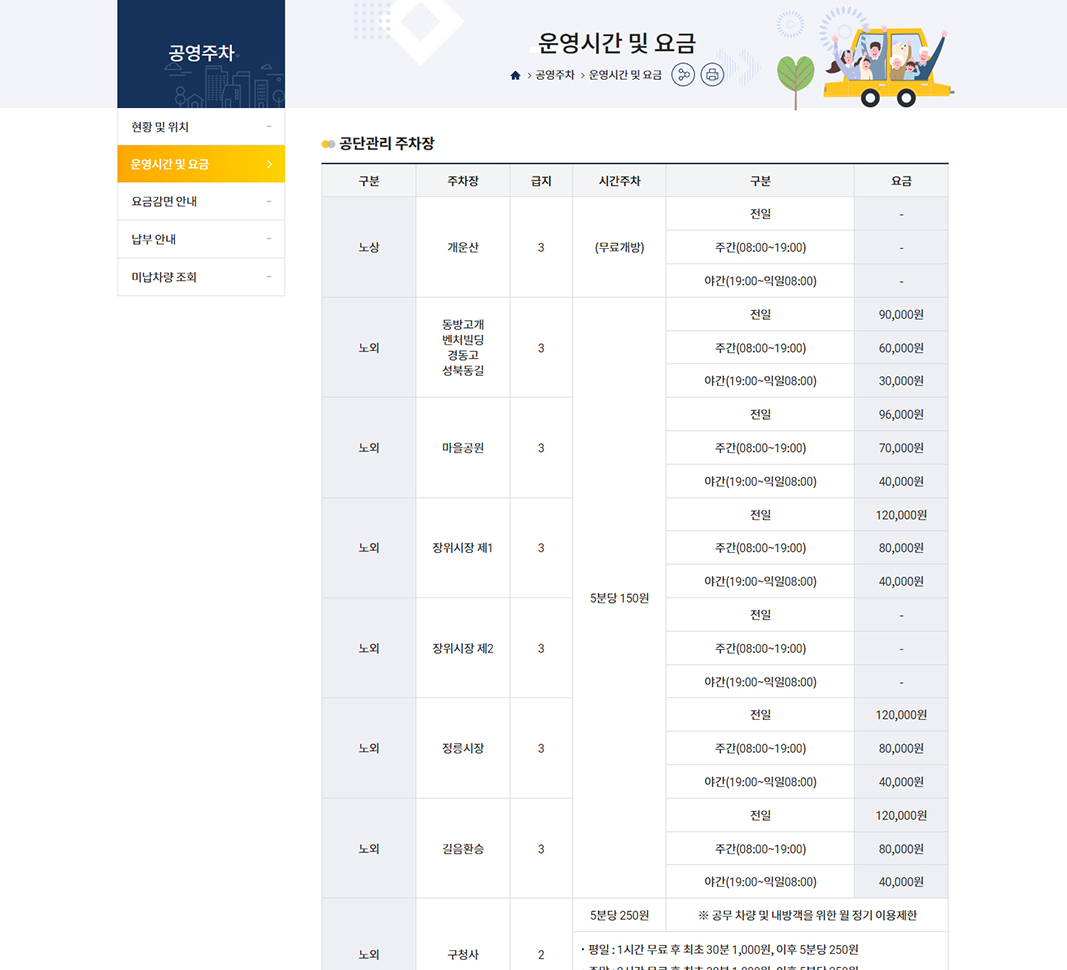 공영주차
운영시간 및 요금
공영주차 > 운영시간 및 요금
현황 및 위치
운영시간 및 요금
요금감면 안내
납부 안내
미납차량 조회
공단관리 주차장
구분 주차장 급지 시간주차 구분 요금
노상 개운산 3 (무료개방)
전일 -
주간(08:00~19:00) -
야간(19:00~익일08:00) -
노외
동방고개
벤처빌딩
경동고
성북동길
3
5분당 150원
전일 90,000원
주간(08:00~19:00) 60,000원
야간(19:00~익일08:00) 30,000원
노외 마을공원 3
전일 96,000원
주간(08:00~19:00) 70,000원
야간(19:00~익일08:00) 40,000원
노외 장위시장 제1 3
전일 120,000원
주간(08:00~19:00) 80,000원
야간(19:00~익일08:00) 40,000원
노외 장위시장 제2 3
전일 -
주간(08:00~19:00) -
야간(19:00~익일08:00) -
노외 정릉시장 3
전일 120,000원
주간(08:00~19:00) 80,000원
야간(19:00~익일08:00) 40,000원
노외 길음환승 3
전일 120,000원
주간(08:00~19:00) 80,000원
야간(19:00~익일08:00) 40,000원
노외 구청사 2
5분당 250원 ※ 공무 차량 및 내방객을 위한 월 정기 이용제한
· 평일 : 1시간 무료 후 최초 30분 1,000원, 이후 5분당 250원